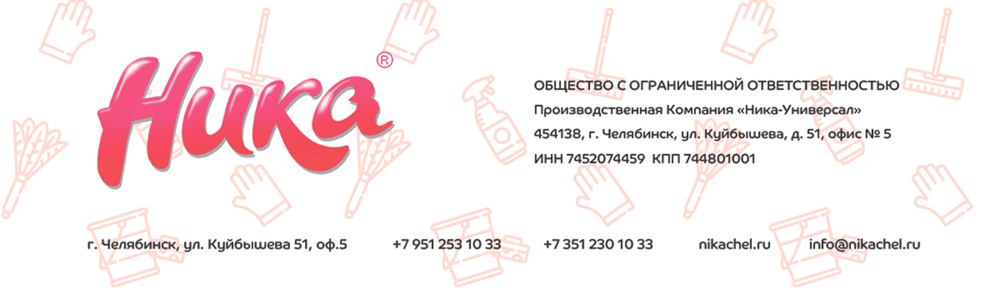 Ника®
ОБЩЕСТВО С ОГРАНИЧЕННОЙ ОТВЕТСТВЕННОСТЬЮ
Производственная Компания «Ника-Универсал»
454138, г. Челябинск, ул. Куйбышева, д. 51, офис № 5
ИНН 7452074459 КПП 744801001
г. Челябинск, ул. Куйбышева 51, оф.5 +7 951 253 10 33 +7 351 230 10 33 nikachel.ru info@nikachel.ru